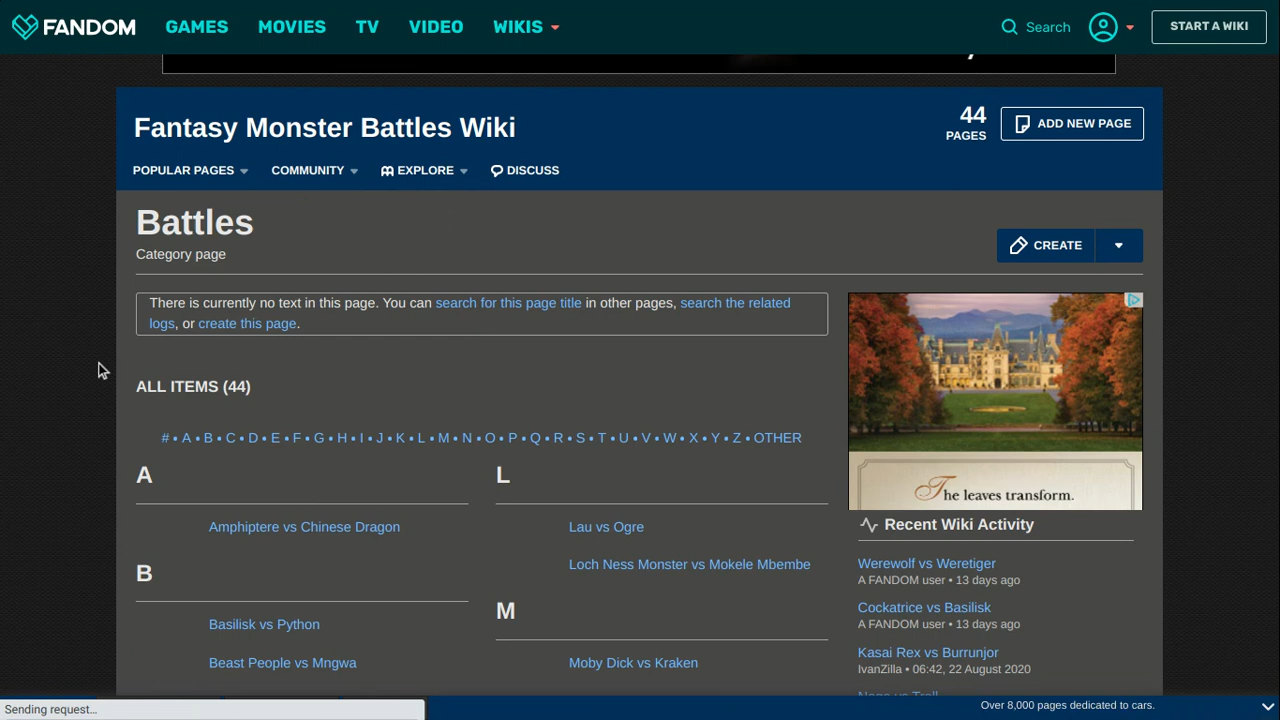 FANDOM GAMES MOVIES TV VIDEO WIKIS Search START A WIKI
Fantasy Monster Battles Wiki
44
PAGES
ADD NEW PAGE
POPULAR PAGES COMMUNITY EXPLORE DISCUSS
Battles
Category page
CREATE
There is currently no text in this page. You can search for this page title in other pages, search the related
logs, or create this page.
ALL ITEMS (44)
# • A • B • C • D • E • F • G • H • I • J • K • L • M • N • O • P • Q • R • S • T • U • V • W • X • Y • Z • OTHER
A
Amphiptere vs Chinese Dragon
B
Basilisk vs Python
Beast People vs Mngwa
L
Lau vs Ogre
Loch Ness Monster vs Mokele Mbembe
M
Moby Dick vs Kraken
The leaves transform.
Recent Wiki Activity
Werewolf vs Weretiger
A FANDOM user • 13 days ago
Cockatrice vs Basilisk
A FANDOM user • 13 days ago
Kasai Rex vs Burrunjor
IvanZilla • 06:42, 22 August 2020
Sending request...
Over 8,000 pages dedicated to cars.